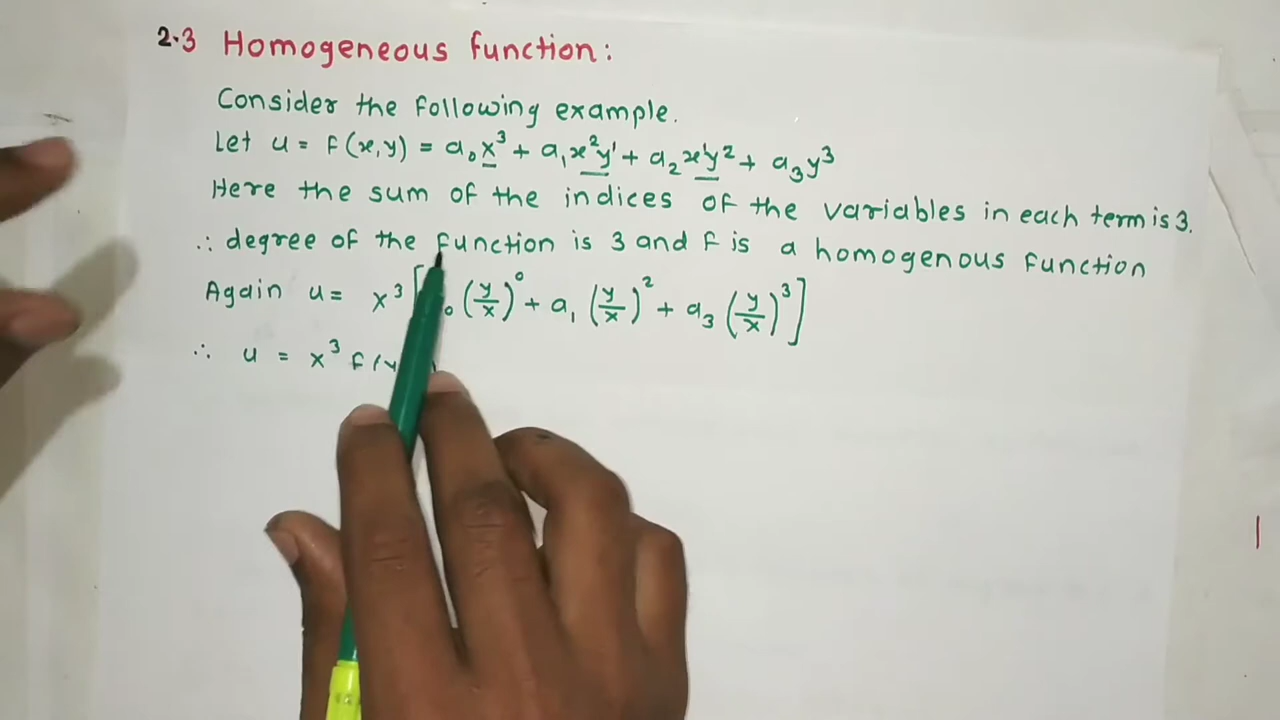 2.3 Homogeneous function:
Consider the following example.
Let u = f(x,y) = a₀x³ + a₁x²y¹ + a₂x¹y² + a₃y³
Here the sum of the indices of the variables in each term is 3.
∴ degree of the function is 3 and f is a homogenous function
Again u = x³ [ ₀ (y/x)⁰ + a₁ (y/x)² + a₃ (y/x)³ ]
∴ u = x³ f(y